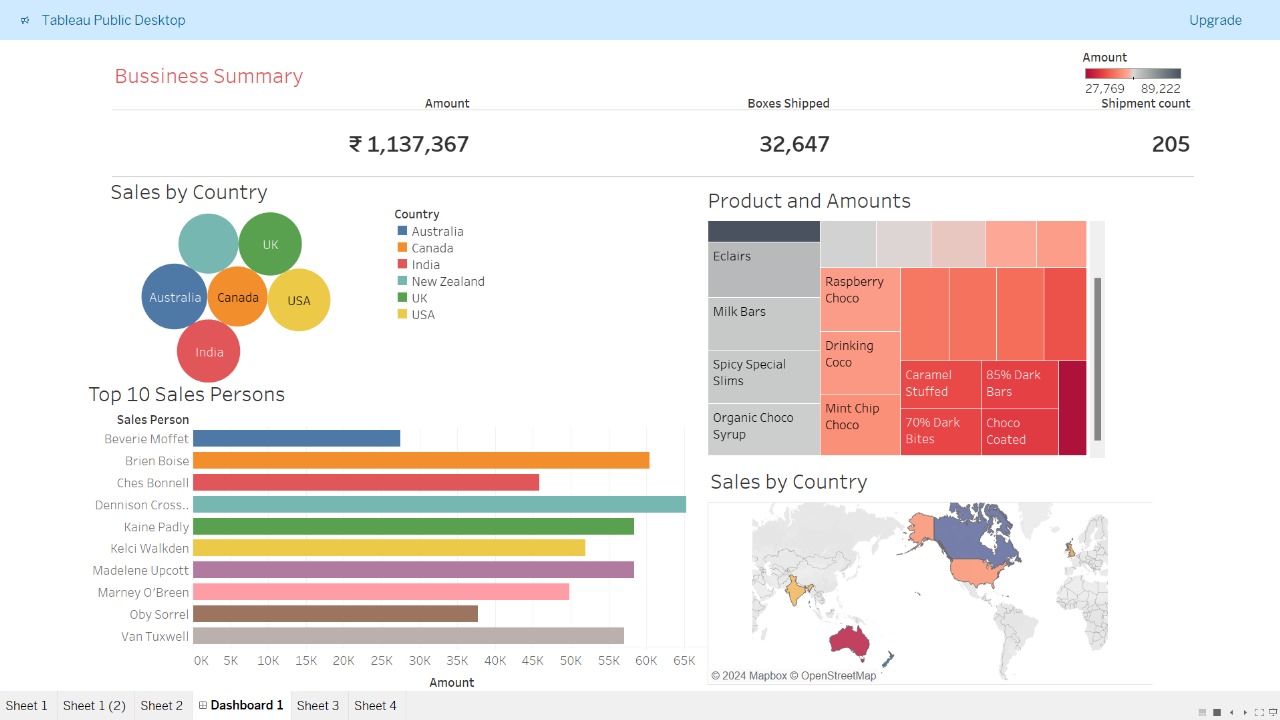 Tableau Public Desktop
Upgrade
Bussiness Summary
Amount
27,769 89,222
Amount Boxes Shipped Shipment count
₹ 1,137,367 32,647 205
Sales by Country
UK
Australia
Canada
USA
India
Country
Australia
Canada
India
New Zealand
UK
USA
Product and Amounts
Eclairs
Milk Bars
Spicy Special
Slims
Organic Choco
Syrup
Raspberry
Choco
Drinking
Coco
Mint Chip
Choco
Caramel
Stuffed
85% Dark
Bars
70% Dark
Bites
Choco
Coated
Top 10 Sales Persons
Sales Person
Beverie Moffet
Brien Boise
Ches Bonnell
Dennison Cross..
Kaine Padly
Kelci Walkden
Madelene Upcott
Marney O'Breen
Oby Sorrel
Van Tuxwell
0K 5K 10K 15K 20K 25K 30K 35K 40K 45K 50K 55K 60K 65K
Amount
Sales by Country
© 2024 Mapbox © OpenStreetMap
Sheet 1 Sheet 1 (2) Sheet 2 Dashboard 1 Sheet 3 Sheet 4